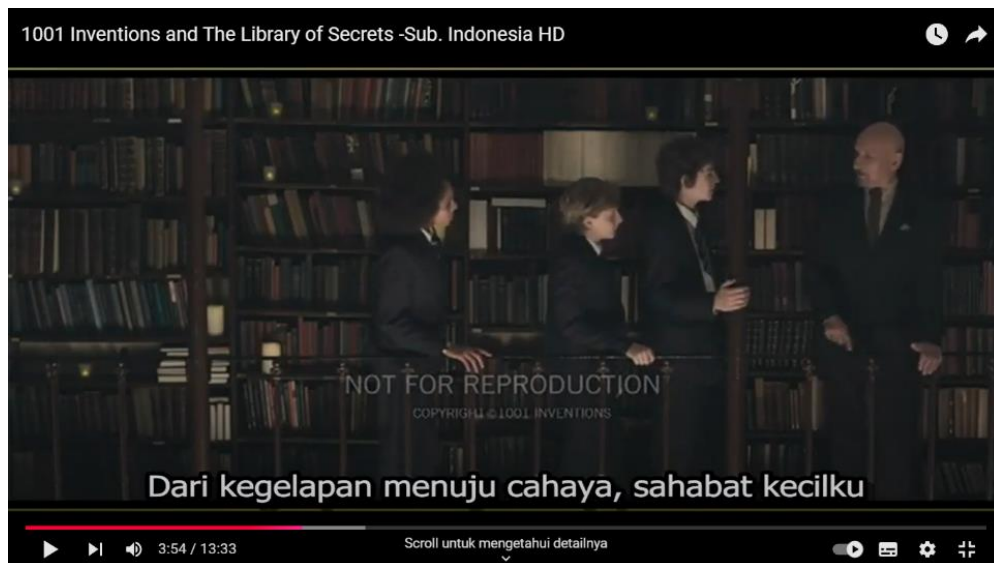 1001 Inventions and The Library of Secrets -Sub. Indonesia HD
NOT FOR REPRODUCTION
COPYRIGHT © 1001 INVENTIONS
Dari kegelapan menuju cahaya, sahabat kecilku
3:54 / 13:33
Scroll untuk mengetahui detailnya